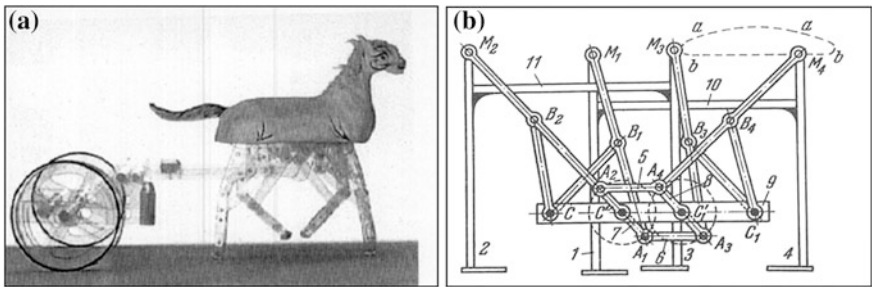 (a)
(b)
M₂
M₁
M₃
a
a
b
b
M₄
11
10
B₂
B₁
B₃
B₄
A₂
5
A₄
8
9
C
C
C₁'
C₁
7
A₁
6
3
A₃
2
1
4